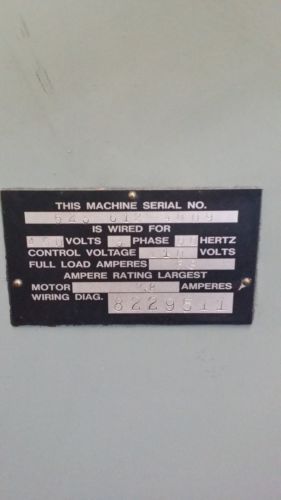 THIS MACHINE SERIAL NO.
IS WIRED FOR
VOLTS PHASE HERTZ
CONTROL VOLTAGE VOLTS
FULL LOAD AMPERES
AMPERE RATING LARGEST
MOTOR AMPERES
WIRING DIAG. 8229511